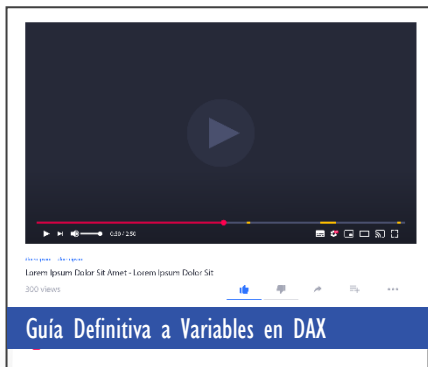 0:50 / 2:50
Lorem Ipsum Dolor Sit Amet - Lorem Ipsum Dolor Sit
300 views
Guía Definitiva a Variables en DAX